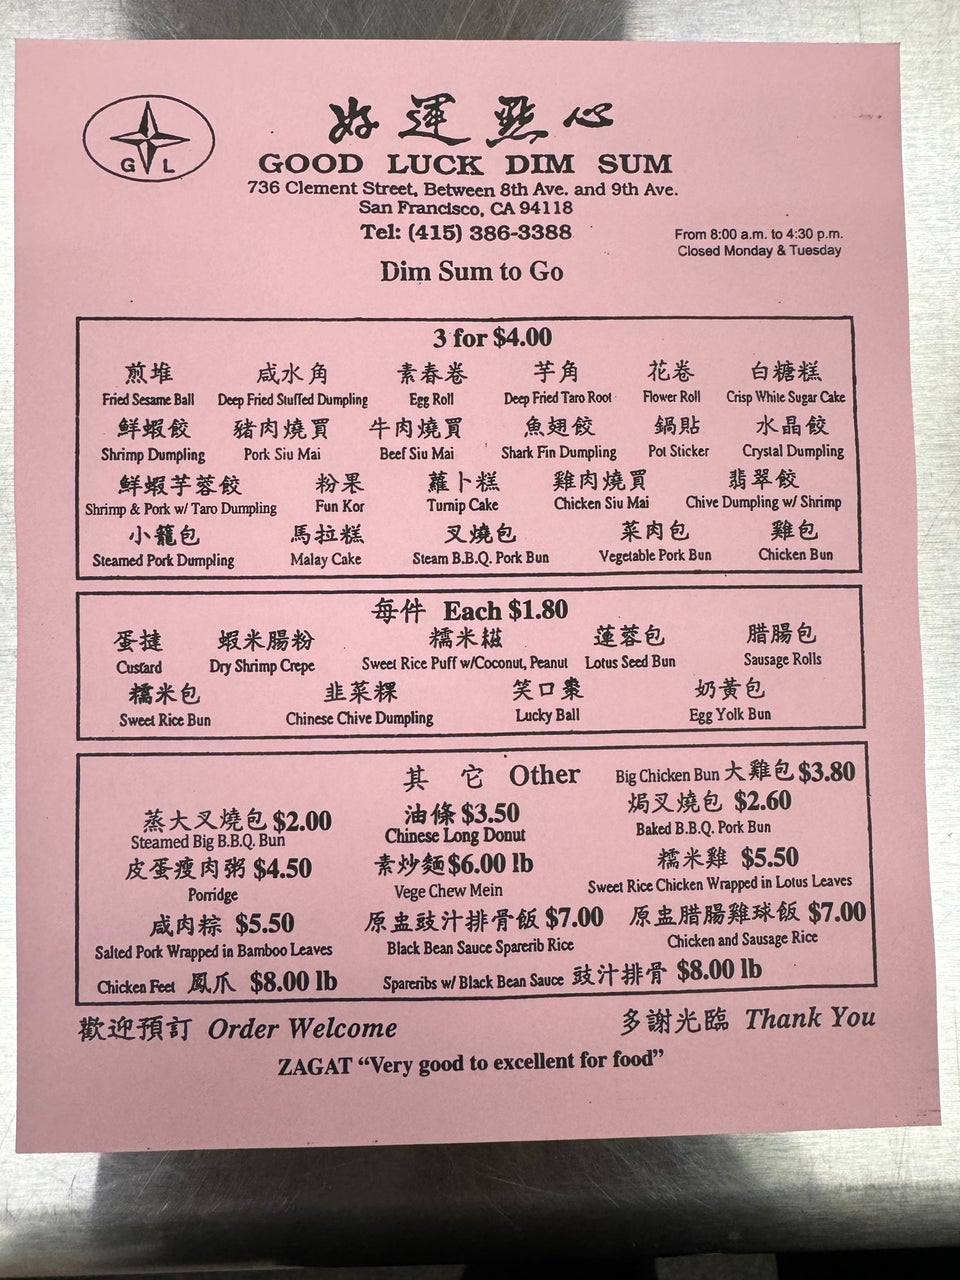 好運點心
G L
GOOD LUCK DIM SUM
736 Clement Street, Between 8th Ave. and 9th Ave.
San Francisco, CA 94118
Tel: (415) 386-3388
From 8:00 a.m. to 4:30 p.m.
Closed Monday & Tuesday
Dim Sum to Go
3 for $4.00
煎堆 咸水角 素春卷 芋角 花卷 白糖糕
Fried Sesame Ball Deep Fried Stuffed Dumpling Egg Roll Deep Fried Taro Root Flower Roll Crisp White Sugar Cake
鮮蝦餃 豬肉燒買 牛肉燒買 魚翅餃 鍋貼 水晶餃
Shrimp Dumpling Pork Siu Mai Beef Siu Mai Shark Fin Dumpling Pot Sticker Crystal Dumpling
鮮蝦芋蓉餃 粉果 蘿卜糕 雞肉燒買 翡翠餃
Shrimp & Pork w/ Taro Dumpling Fun Kor Turnip Cake Chicken Siu Mai Chive Dumpling w/ Shrimp
小籠包 馬拉糕 叉燒包 菜肉包 雞包
Steamed Pork Dumpling Malay Cake Steam B.B.Q. Pork Bun Vegetable Pork Bun Chicken Bun
每件 Each $1.80
蛋撻 蝦米腸粉 糯米糍 蓮蓉包 腊腸包
Custard Dry Shrimp Crepe Sweet Rice Puff w/Coconut, Peanut Lotus Seed Bun Sausage Rolls
糯米包 韭菜粿 笑口棗 奶黃包
Sweet Rice Bun Chinese Chive Dumpling Lucky Ball Egg Yolk Bun
其它 Other Big Chicken Bun 大雞包 $3.80
蒸大叉燒包 $2.00 油條 $3.50 焗叉燒包 $2.60
Steamed Big B.B.Q. Bun Chinese Long Donut Baked B.B.Q. Pork Bun
皮蛋瘦肉粥 $4.50 素炒麵 $6.00 lb 糯米雞 $5.50
Porridge Vege Chew Mein Sweet Rice Chicken Wrapped in Lotus Leaves
咸肉粽 $5.50 原盅豉汁排骨飯 $7.00 原盅腊腸雞球飯 $7.00
Salted Pork Wrapped in Bamboo Leaves Black Bean Sauce Sparerib Rice Chicken and Sausage Rice
Chicken Feet 鳳爪 $8.00 lb Spareribs w/ Black Bean Sauce 豉汁排骨 $8.00 lb
歡迎預訂 Order Welcome 多謝光臨 Thank You
ZAGAT “Very good to excellent for food”